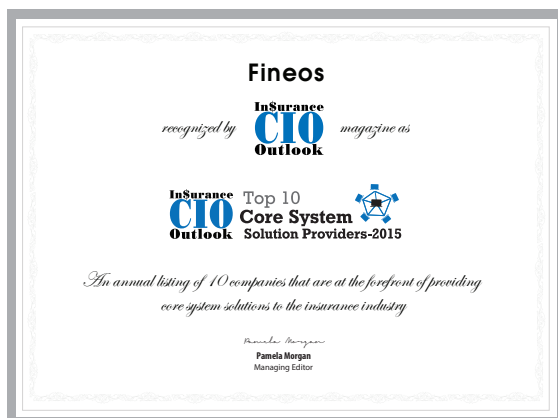 Fineos
recognized by In$urance CIO Outlook magazine as
In$urance CIO Outlook
Top 10
Core System
Solution Providers-2015
An annual listing of 10 companies that are at the forefront of providing
core system solutions to the insurance industry
Pamela Morgan
Pamela Morgan
Managing Editor